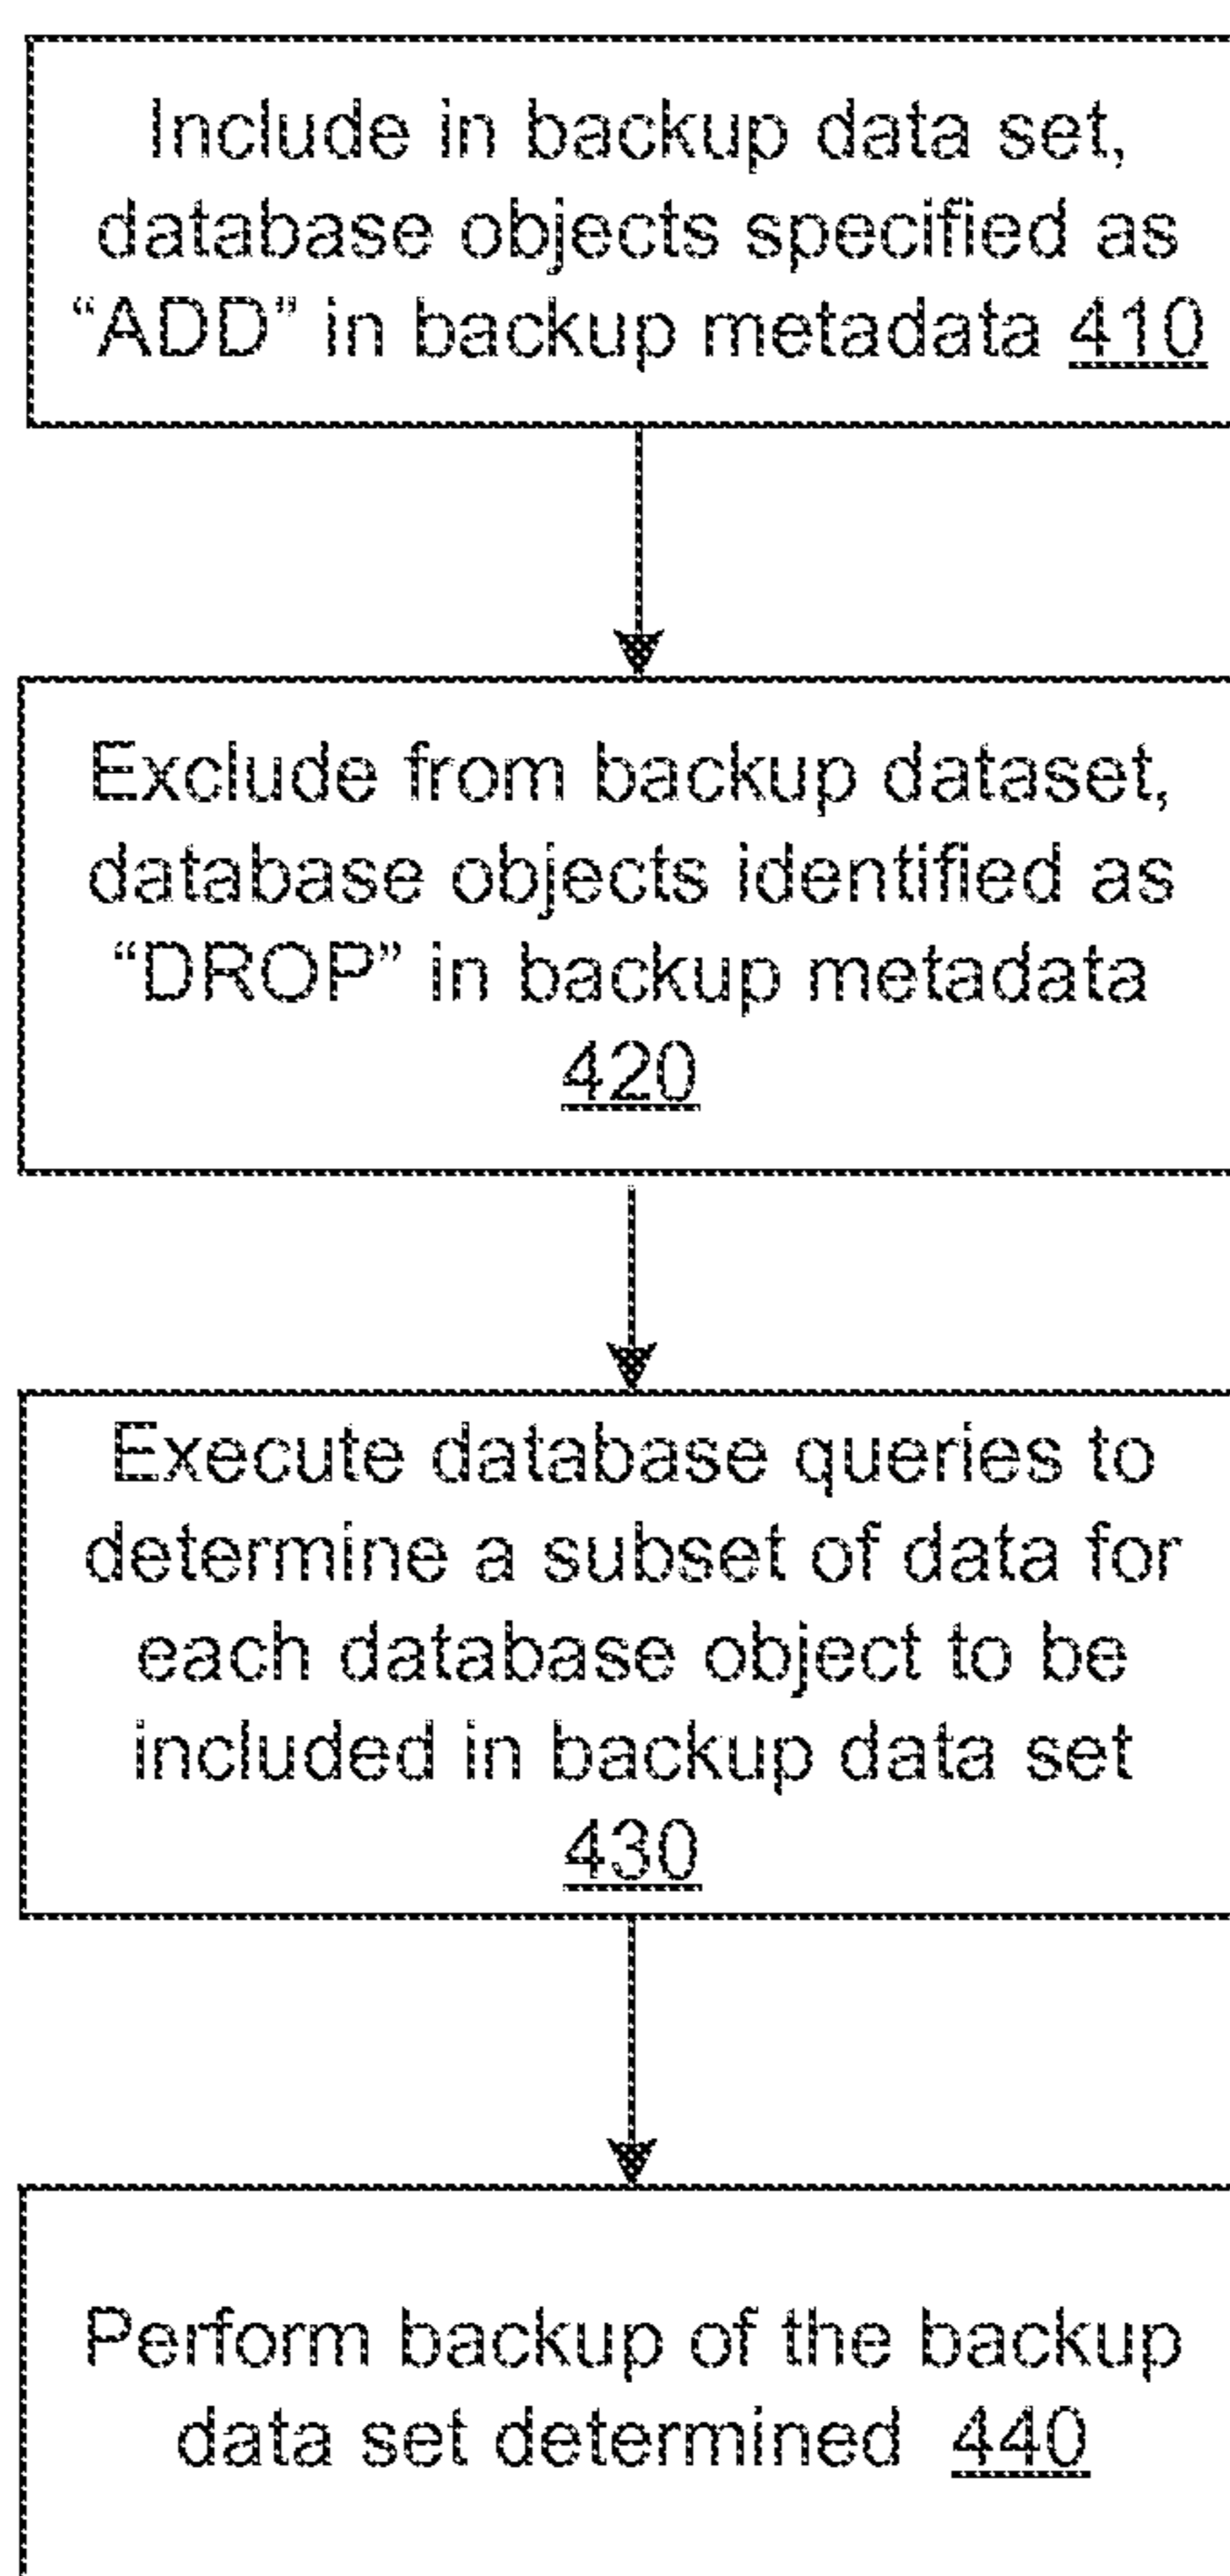 Include in backup data set,
database objects specified as
“ADD” in backup metadata 410
Exclude from backup dataset,
database objects identified as
“DROP” in backup metadata
420
Execute database queries to
determine a subset of data for
each database object to be
included in backup data set
430
Perform backup of the backup
data set determined 440